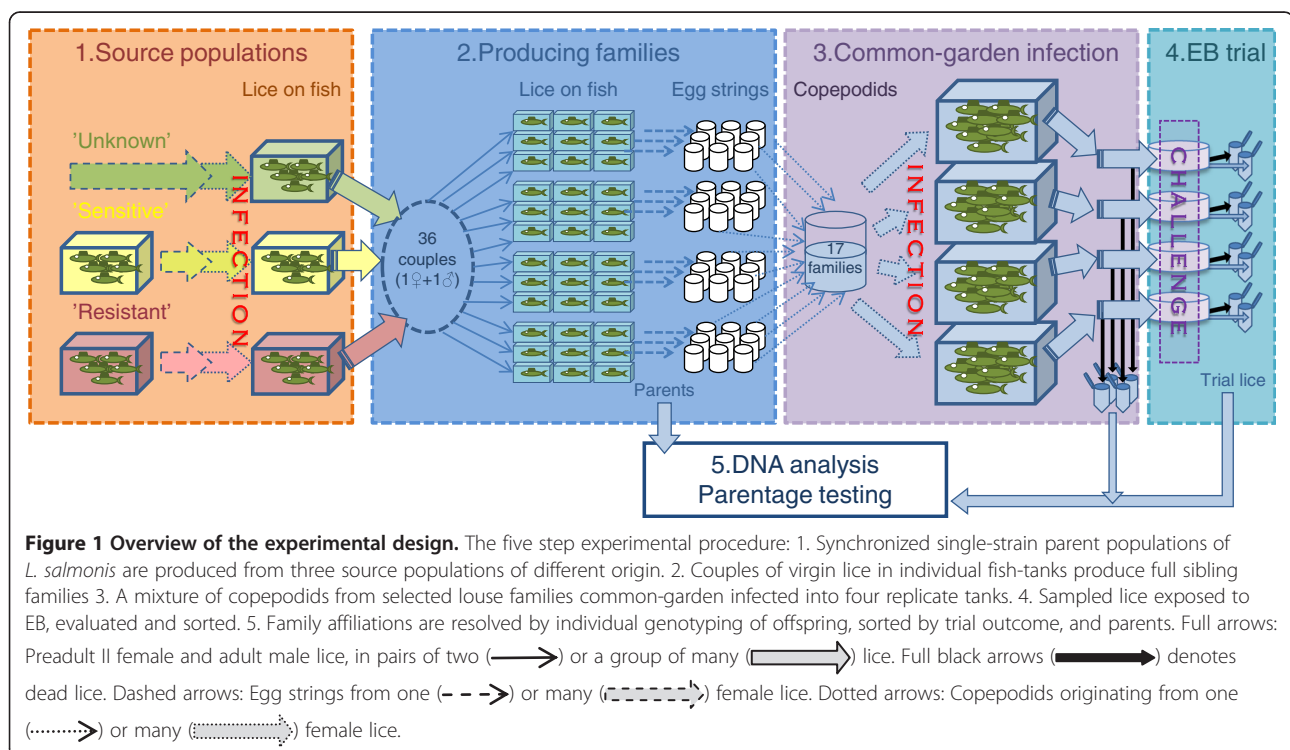 1.Source populations
2.Producing families
3.Common-garden infection
4.EB trial
Lice on fish
Lice on fish
Egg strings
Copepodids
'Unknown'
'Sensitive'
'Resistant'
INFECTION
36
couples
(1♀+1♂)
17
families
INFECTION
CHALLENGE
Parents
Trial lice
5.DNA analysis
Parentage testing
Figure 1 Overview of the experimental design. The five step experimental procedure: 1. Synchronized single-strain parent populations of
L. salmonis are produced from three source populations of different origin. 2. Couples of virgin lice in individual fish-tanks produce full sibling
families 3. A mixture of copepodids from selected louse families common-garden infected into four replicate tanks. 4. Sampled lice exposed to
EB, evaluated and sorted. 5. Family affiliations are resolved by individual genotyping of offspring, sorted by trial outcome, and parents. Full arrows:
Preadult II female and adult male lice, in pairs of two (⟶) or a group of many (⇨) lice. Full black arrows (➡) denotes
dead lice. Dashed arrows: Egg strings from one (⇢) or many (⇨) female lice. Dotted arrows: Copepodids originating from one
(⋯>) or many (⇨) female lice.